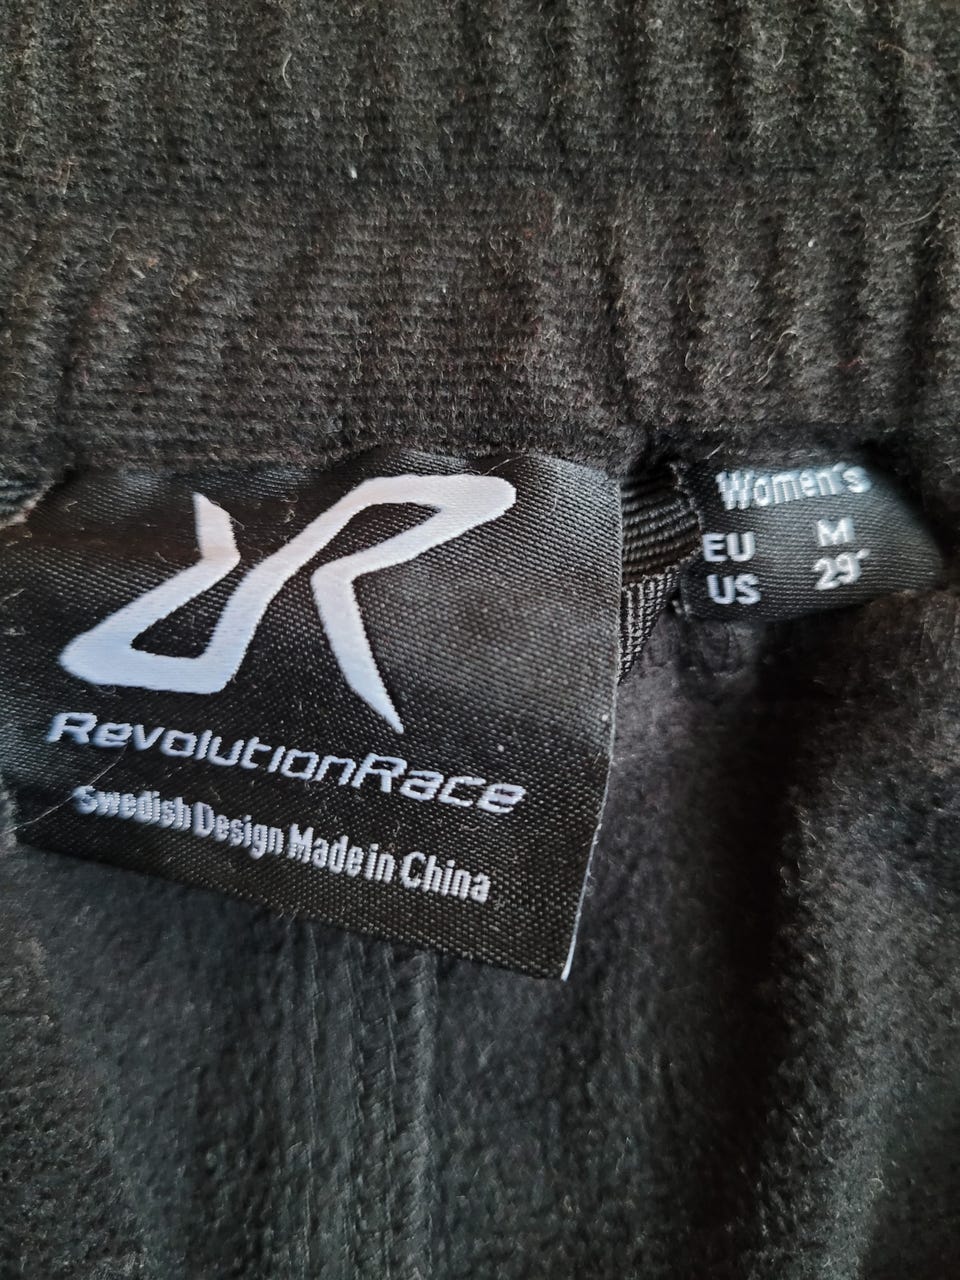 RevolutionRace
Swedish Design Made in China
Women's
EU M
US 29"